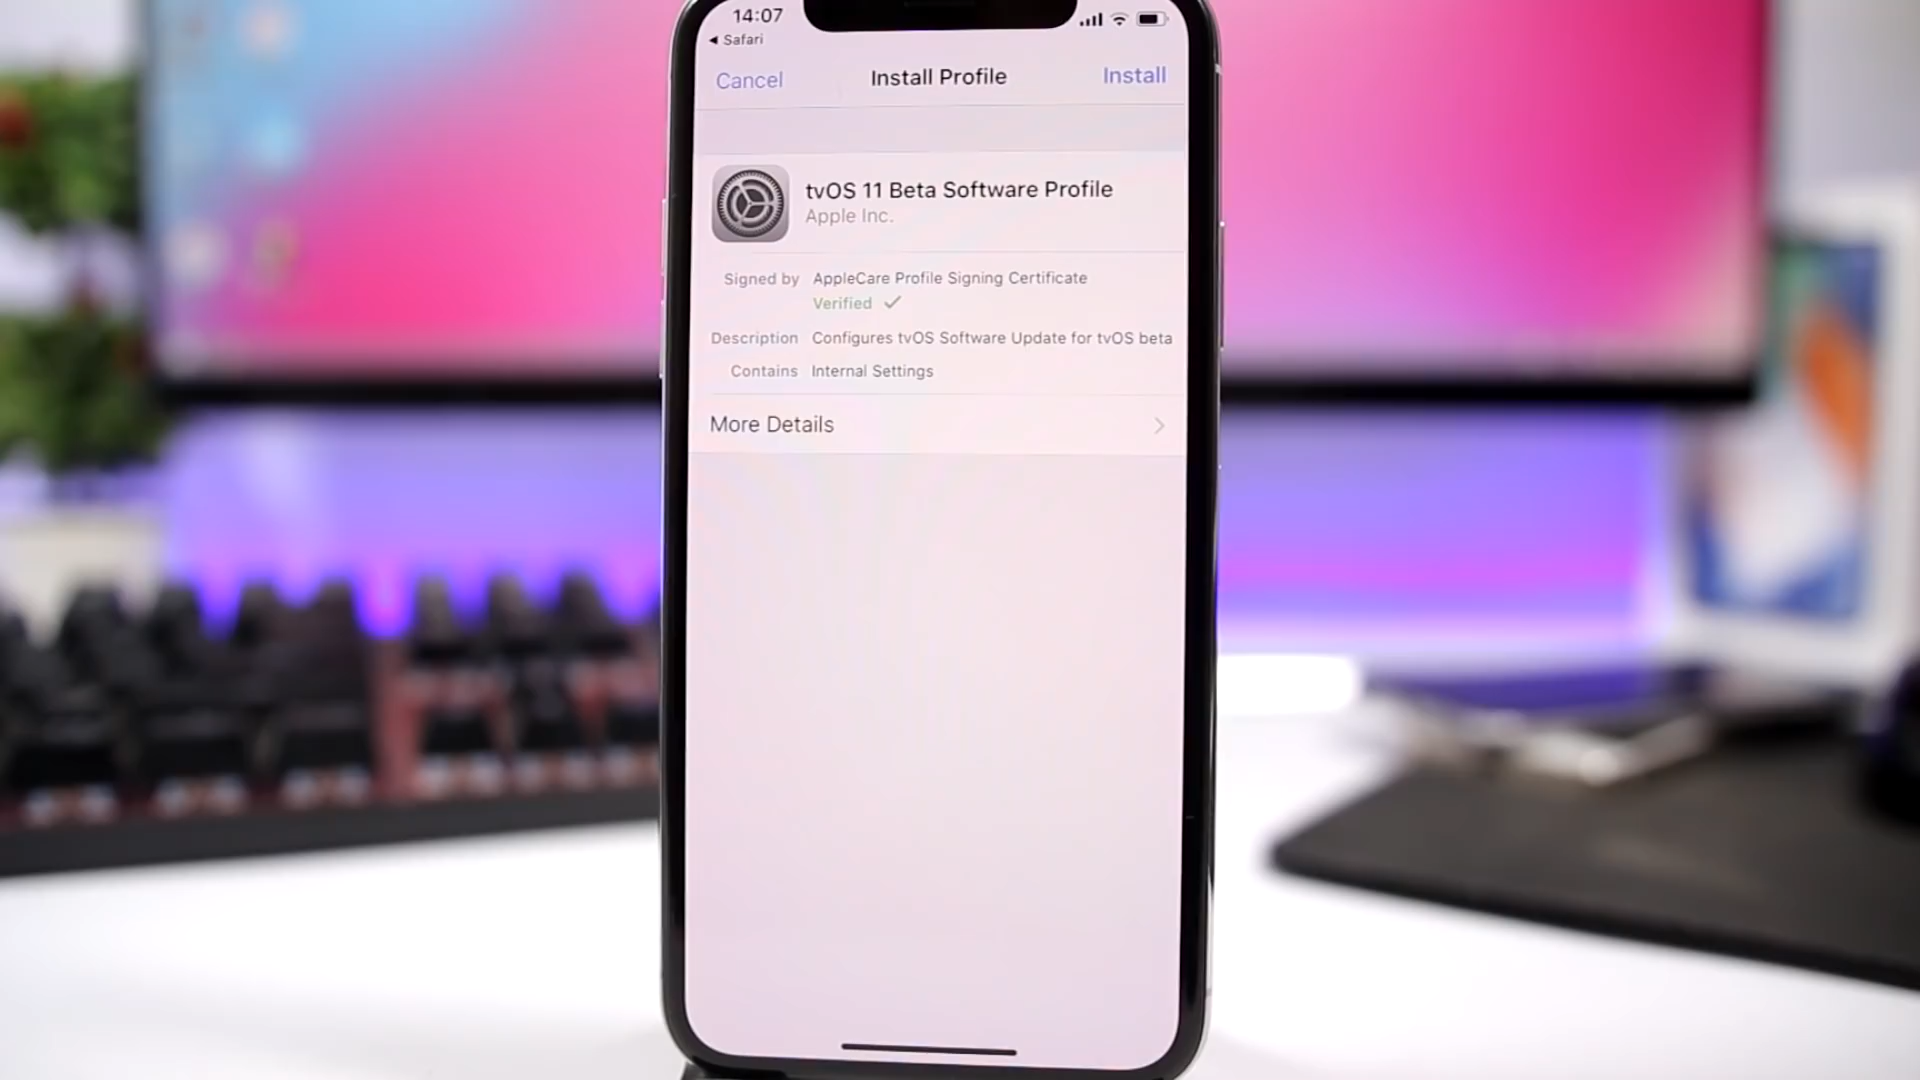 14:07
Safari
Cancel
Install Profile
Install
tvOS 11 Beta Software Profile
Apple Inc.
Signed by AppleCare Profile Signing Certificate
Verified
Description Configures tvOS Software Update for tvOS beta
Contains Internal Settings
More Details